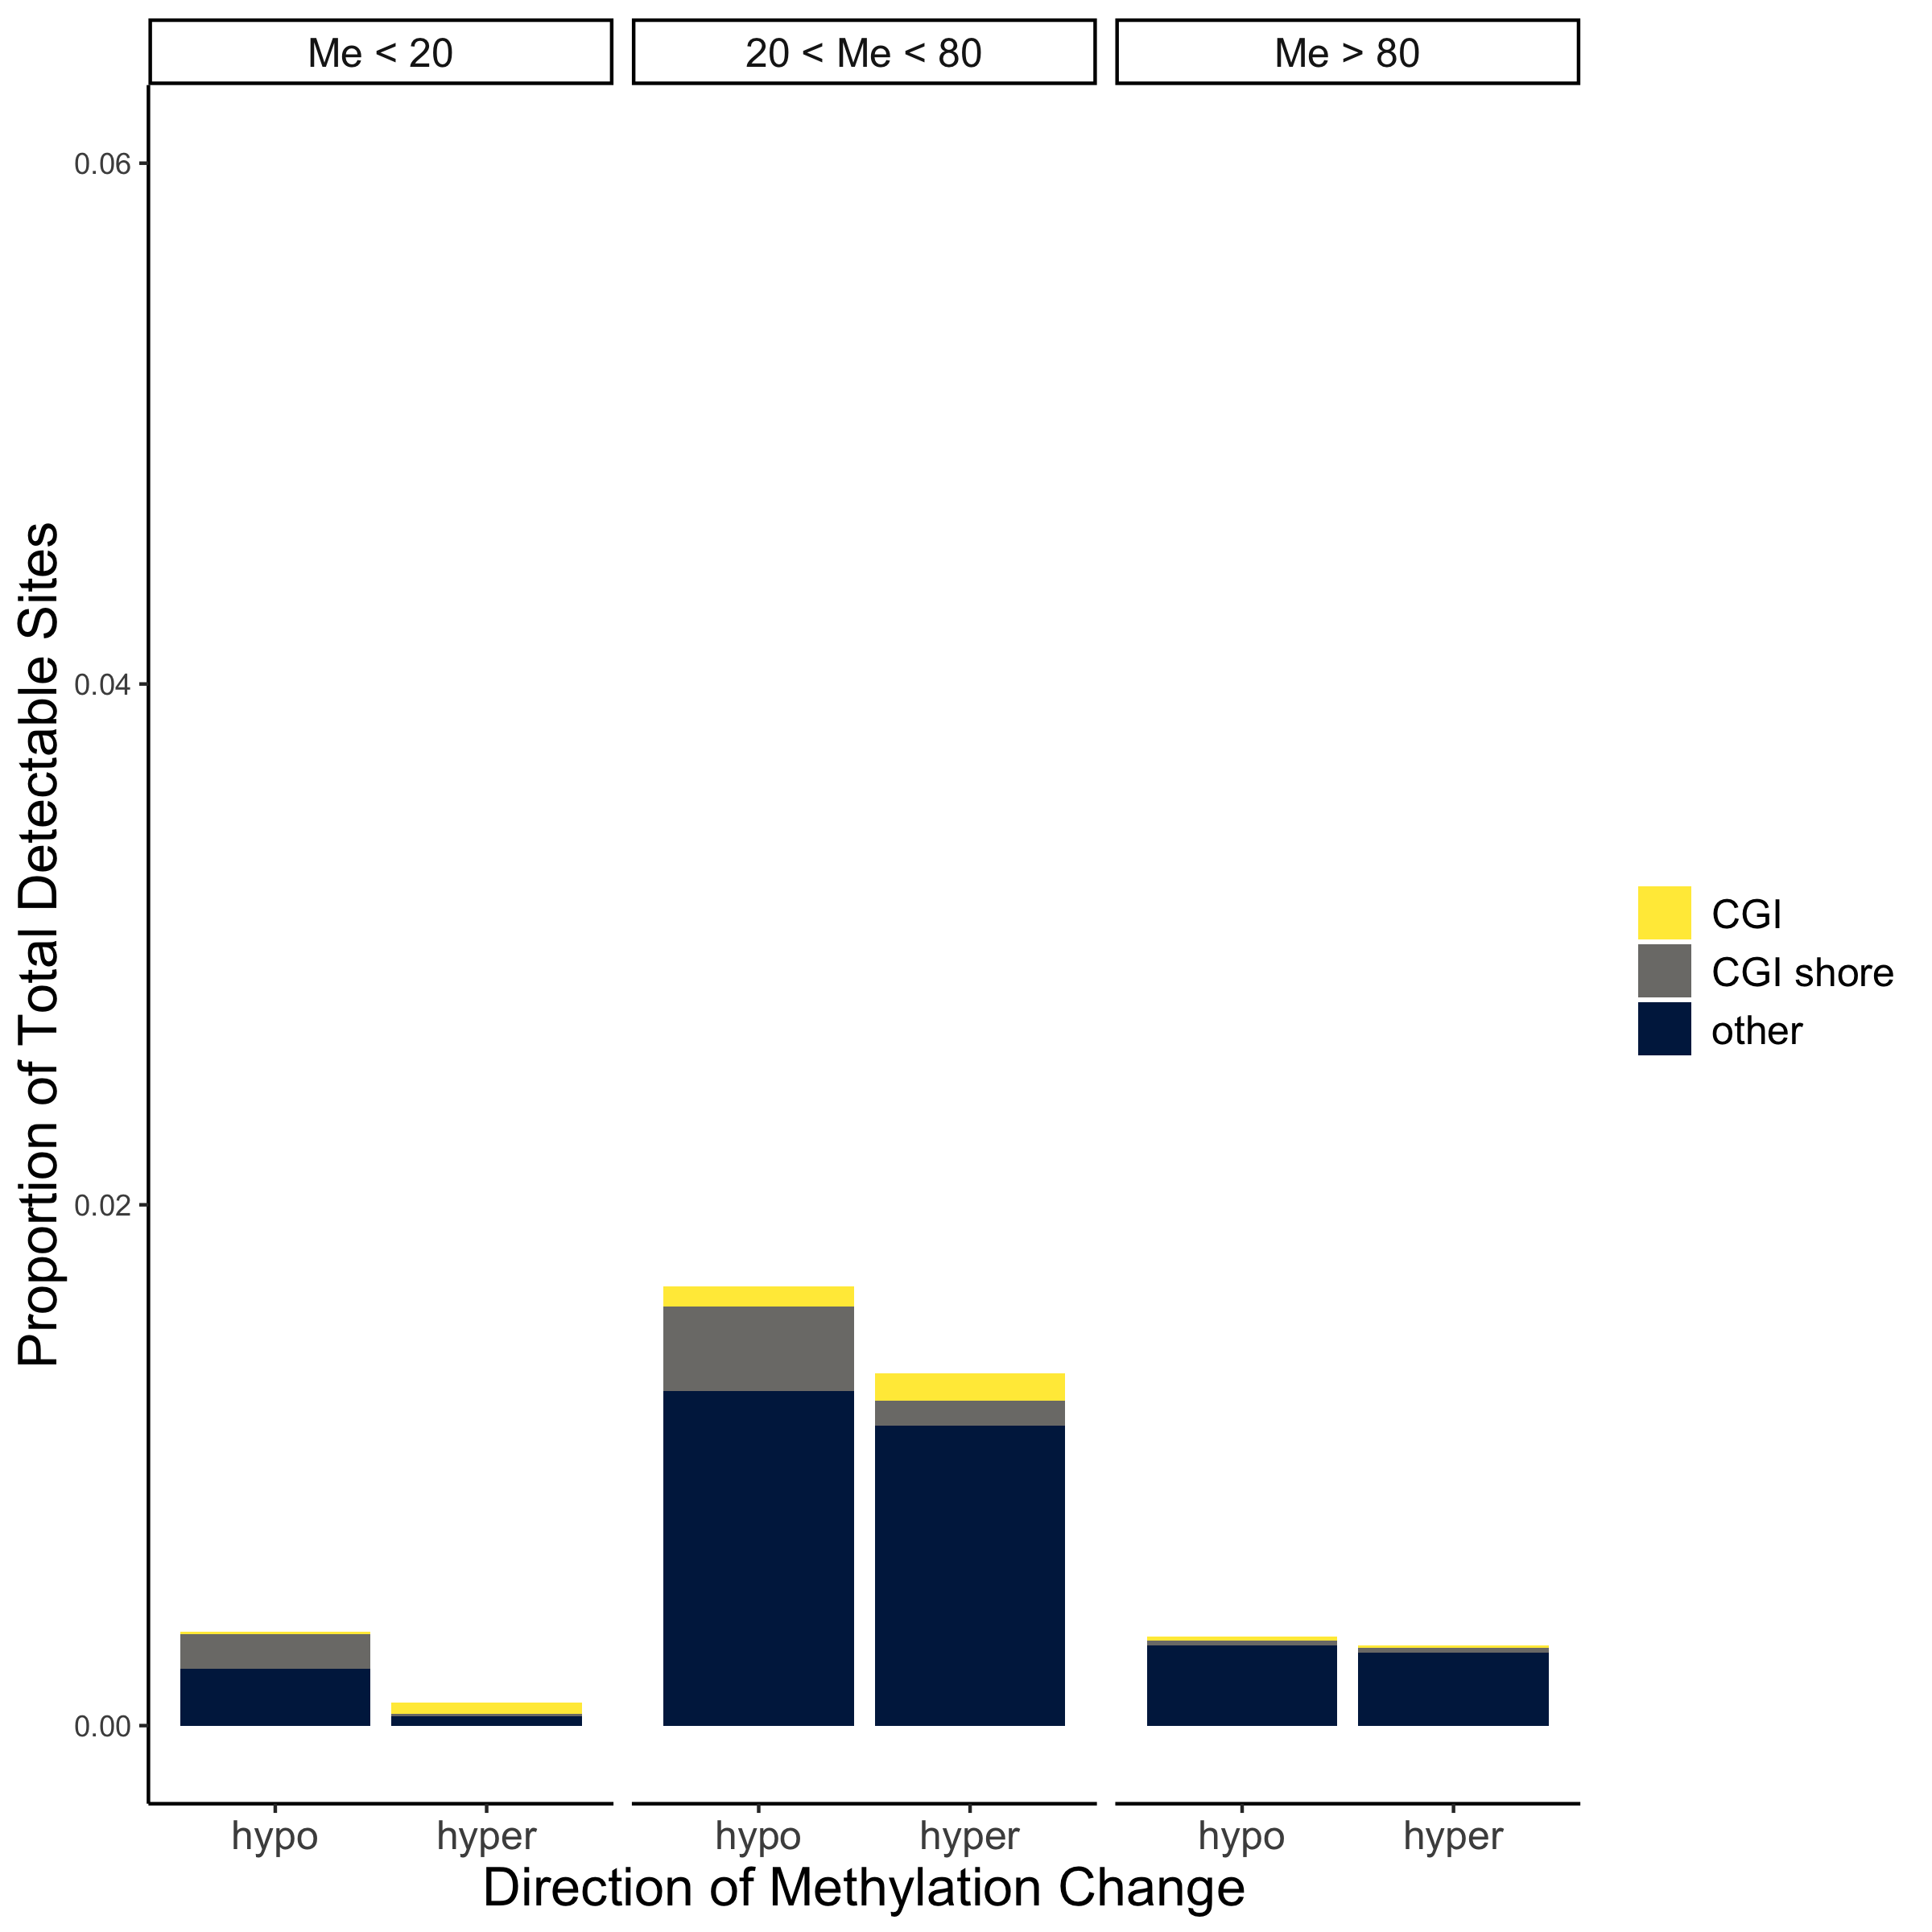 Me < 20
20 < Me < 80
Me > 80
Proportion of Total Detectable Sites
0.06
0.04
0.02
0.00
CGI
CGI shore
other
hypo
hyper
hypo
hyper
hypo
hyper
Direction of Methylation Change